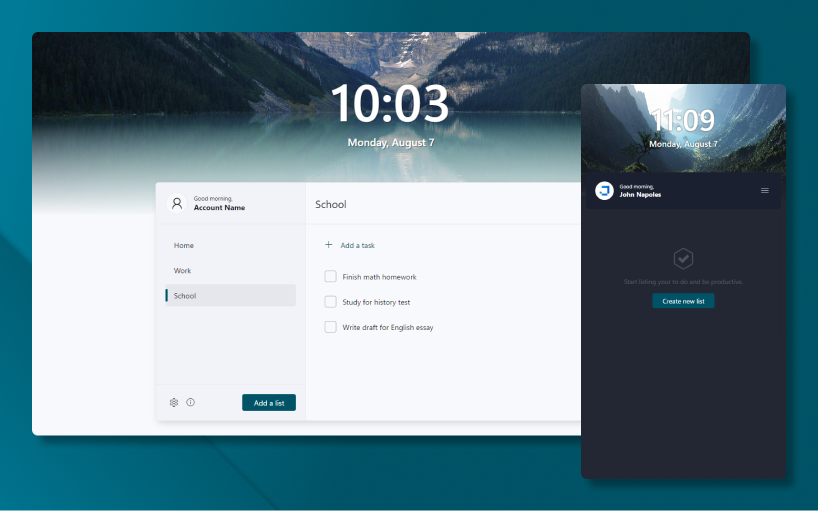 10:03
Monday, August 7
Good morning,
Account Name
Home
Work
School
Add a list
School
+ Add a task
Finish math homework
Study for history test
Write draft for English essay
11:09
Monday, August 7
Good morning,
John Napoles
Start listing your to do and be productive.
Create new list